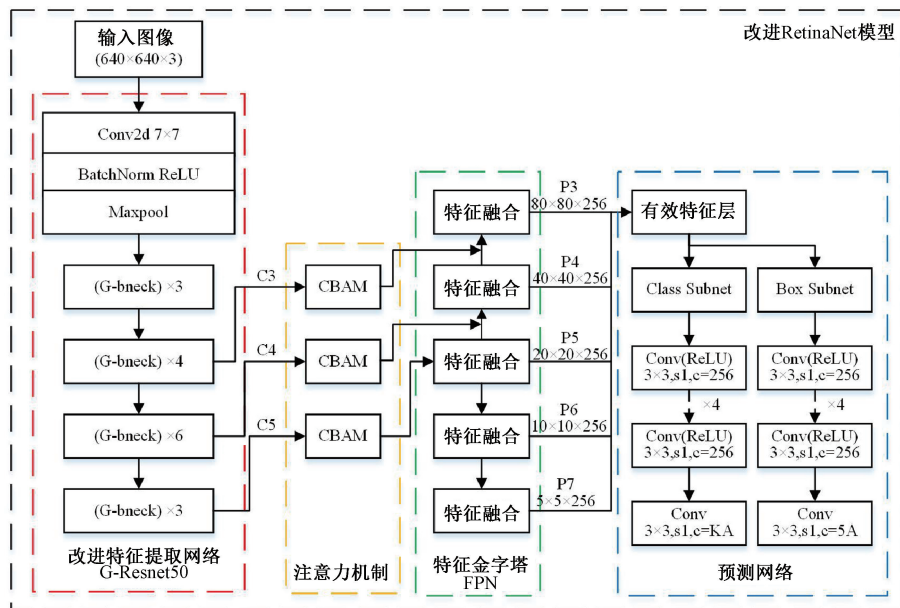 改进RetinaNet模型
输入图像
(640×640×3)
Conv2d 7×7
BatchNorm ReLU
Maxpool
(G-bneck) ×3
(G-bneck) ×4
(G-bneck) ×6
(G-bneck) ×3
改进特征提取网络
G-Resnet50
C3
C4
C5
CBAM
CBAM
CBAM
注意力机制
特征融合
特征融合
特征融合
特征融合
特征融合
特征金字塔
FPN
P3
80×80×256
P4
40×40×256
P5
20×20×256
P6
10×10×256
P7
5×5×256
有效特征层
Class Subnet
Box Subnet
Conv(ReLU)
3×3,s1,c=256
Conv(ReLU)
3×3,s1,c=256
×4
×4
Conv(ReLU)
3×3,s1,c=256
Conv(ReLU)
3×3,s1,c=256
Conv
3×3,s1,c=KA
Conv
3×3,s1,c=5A
预测网络